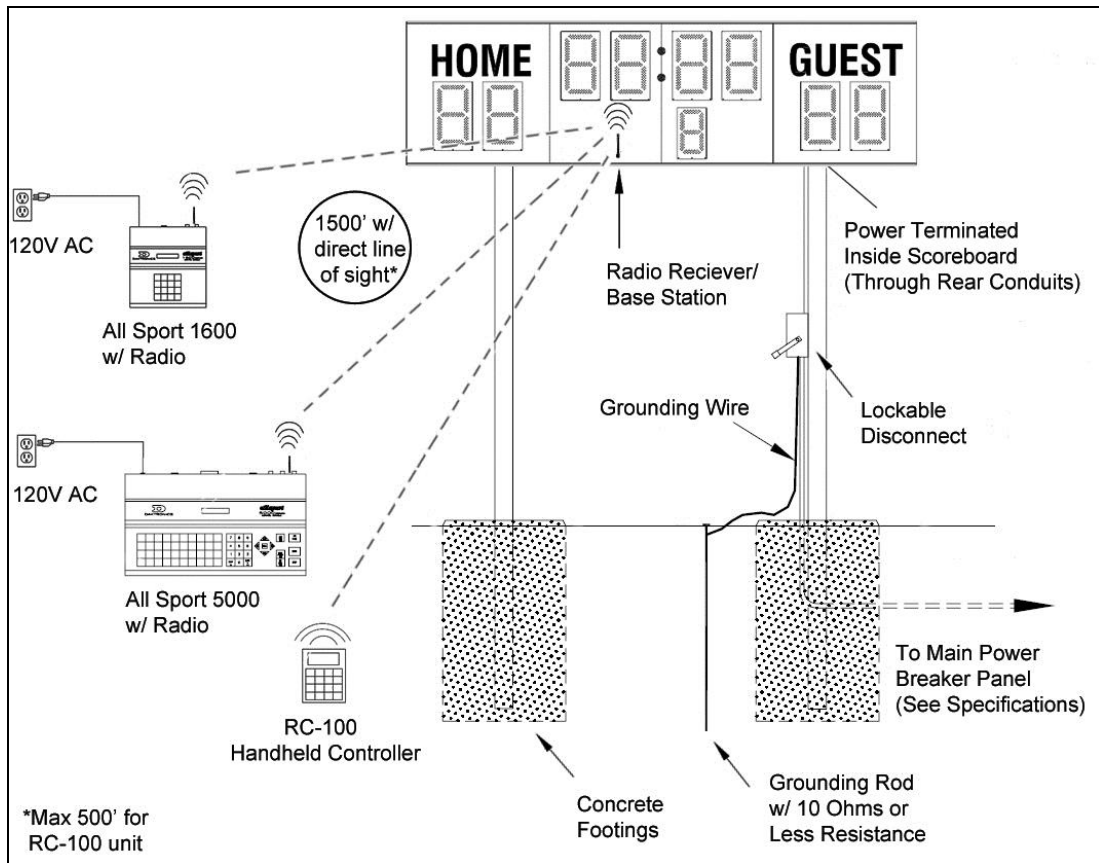 HOME
GUEST
1500' w/
direct line
of sight*
120V AC
DAKTRONICS
All Sport 1600
w/ Radio
Radio Reciever/
Base Station
Power Terminated
Inside Scoreboard
(Through Rear Conduits)
Grounding Wire
Lockable
Disconnect
120V AC
DAKTRONICS
allsport
All Sport 5000
w/ Radio
RC-100
Handheld Controller
To Main Power
Breaker Panel
(See Specifications)
Concrete
Footings
Grounding Rod
w/ 10 Ohms or
Less Resistance
*Max 500' for
RC-100 unit